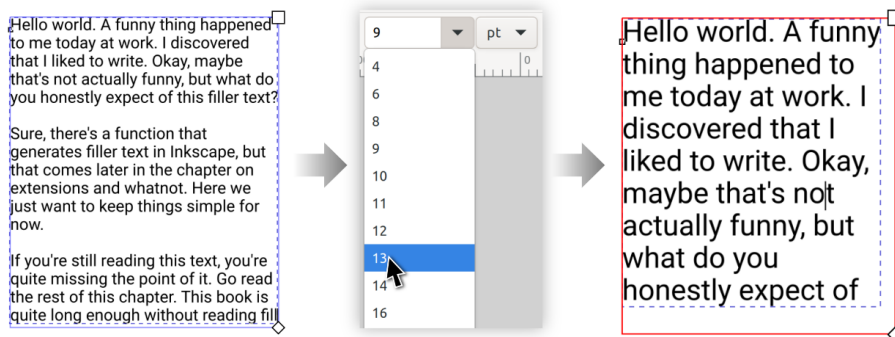 Hello world. A funny thing happened
to me today at work. I discovered
that I liked to write. Okay, maybe
that's not actually funny, but what do
you honestly expect of this filler text?
Sure, there's a function that
generates filler text in Inkscape, but
that comes later in the chapter on
extensions and whatnot. Here we
just want to keep things simple for
now.
If you're still reading this text, you're
quite missing the point of it. Go read
the rest of this chapter. This book is
quite long enough without reading fill
9
pt
0
4
6
8
9
10
11
12
13
14
16
Hello world. A funny
thing happened to
me today at work. I
discovered that I
liked to write. Okay,
maybe that's not
actually funny, but
what do you
honestly expect of